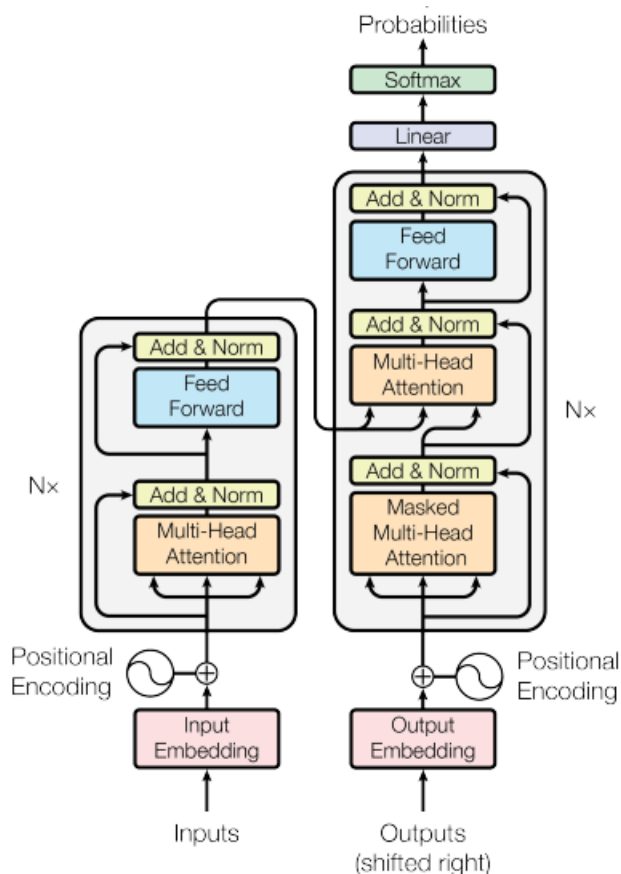 Probabilities
Softmax
Linear
Add & Norm
Feed
Forward
Add & Norm
Multi-Head
Attention
Nx
Add & Norm
Masked
Multi-Head
Attention
Add & Norm
Feed
Forward
Nx
Add & Norm
Multi-Head
Attention
Positional
Encoding
Positional
Encoding
Input
Embedding
Output
Embedding
Inputs
Outputs
(shifted right)